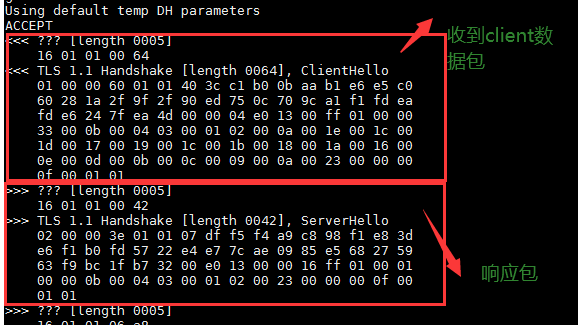 Using default temp DH parameters
ACCEPT
<<< ??? [length 0005]
16 01 01 00 64
<<< TLS 1.1 Handshake [length 0064], ClientHello
01 00 00 60 01 01 40 3c c1 b0 0b aa b1 e6 e5 c0
60 28 1a 2f 9f 2f 90 ed 75 0c 70 9c a1 f1 fd ea
fd e6 24 7f ea 4d 00 00 04 e0 13 00 ff 01 00 00
33 00 0b 00 04 03 00 01 02 00 0a 00 1e 00 1c 00
1d 00 17 00 19 00 1c 00 1b 00 18 00 1a 00 16 00
0e 00 0d 00 0b 00 0c 00 09 00 0a 00 23 00 00 00
0f 00 01 01
收到client数
据包
>>> ??? [length 0005]
16 01 01 00 42
>>> TLS 1.1 Handshake [length 0042], ServerHello
02 00 00 3e 01 01 07 df f5 f4 a9 c8 98 f1 e8 3d
e6 f1 b0 fd 57 22 e4 e7 7c ae 09 85 e5 68 27 59
63 f9 bc 1f b7 32 00 e0 13 00 00 16 ff 01 00 01
00 00 0b 00 04 03 00 01 02 00 23 00 00 00 0f 00
01 01
响应包
>>> ??? [length 0005]